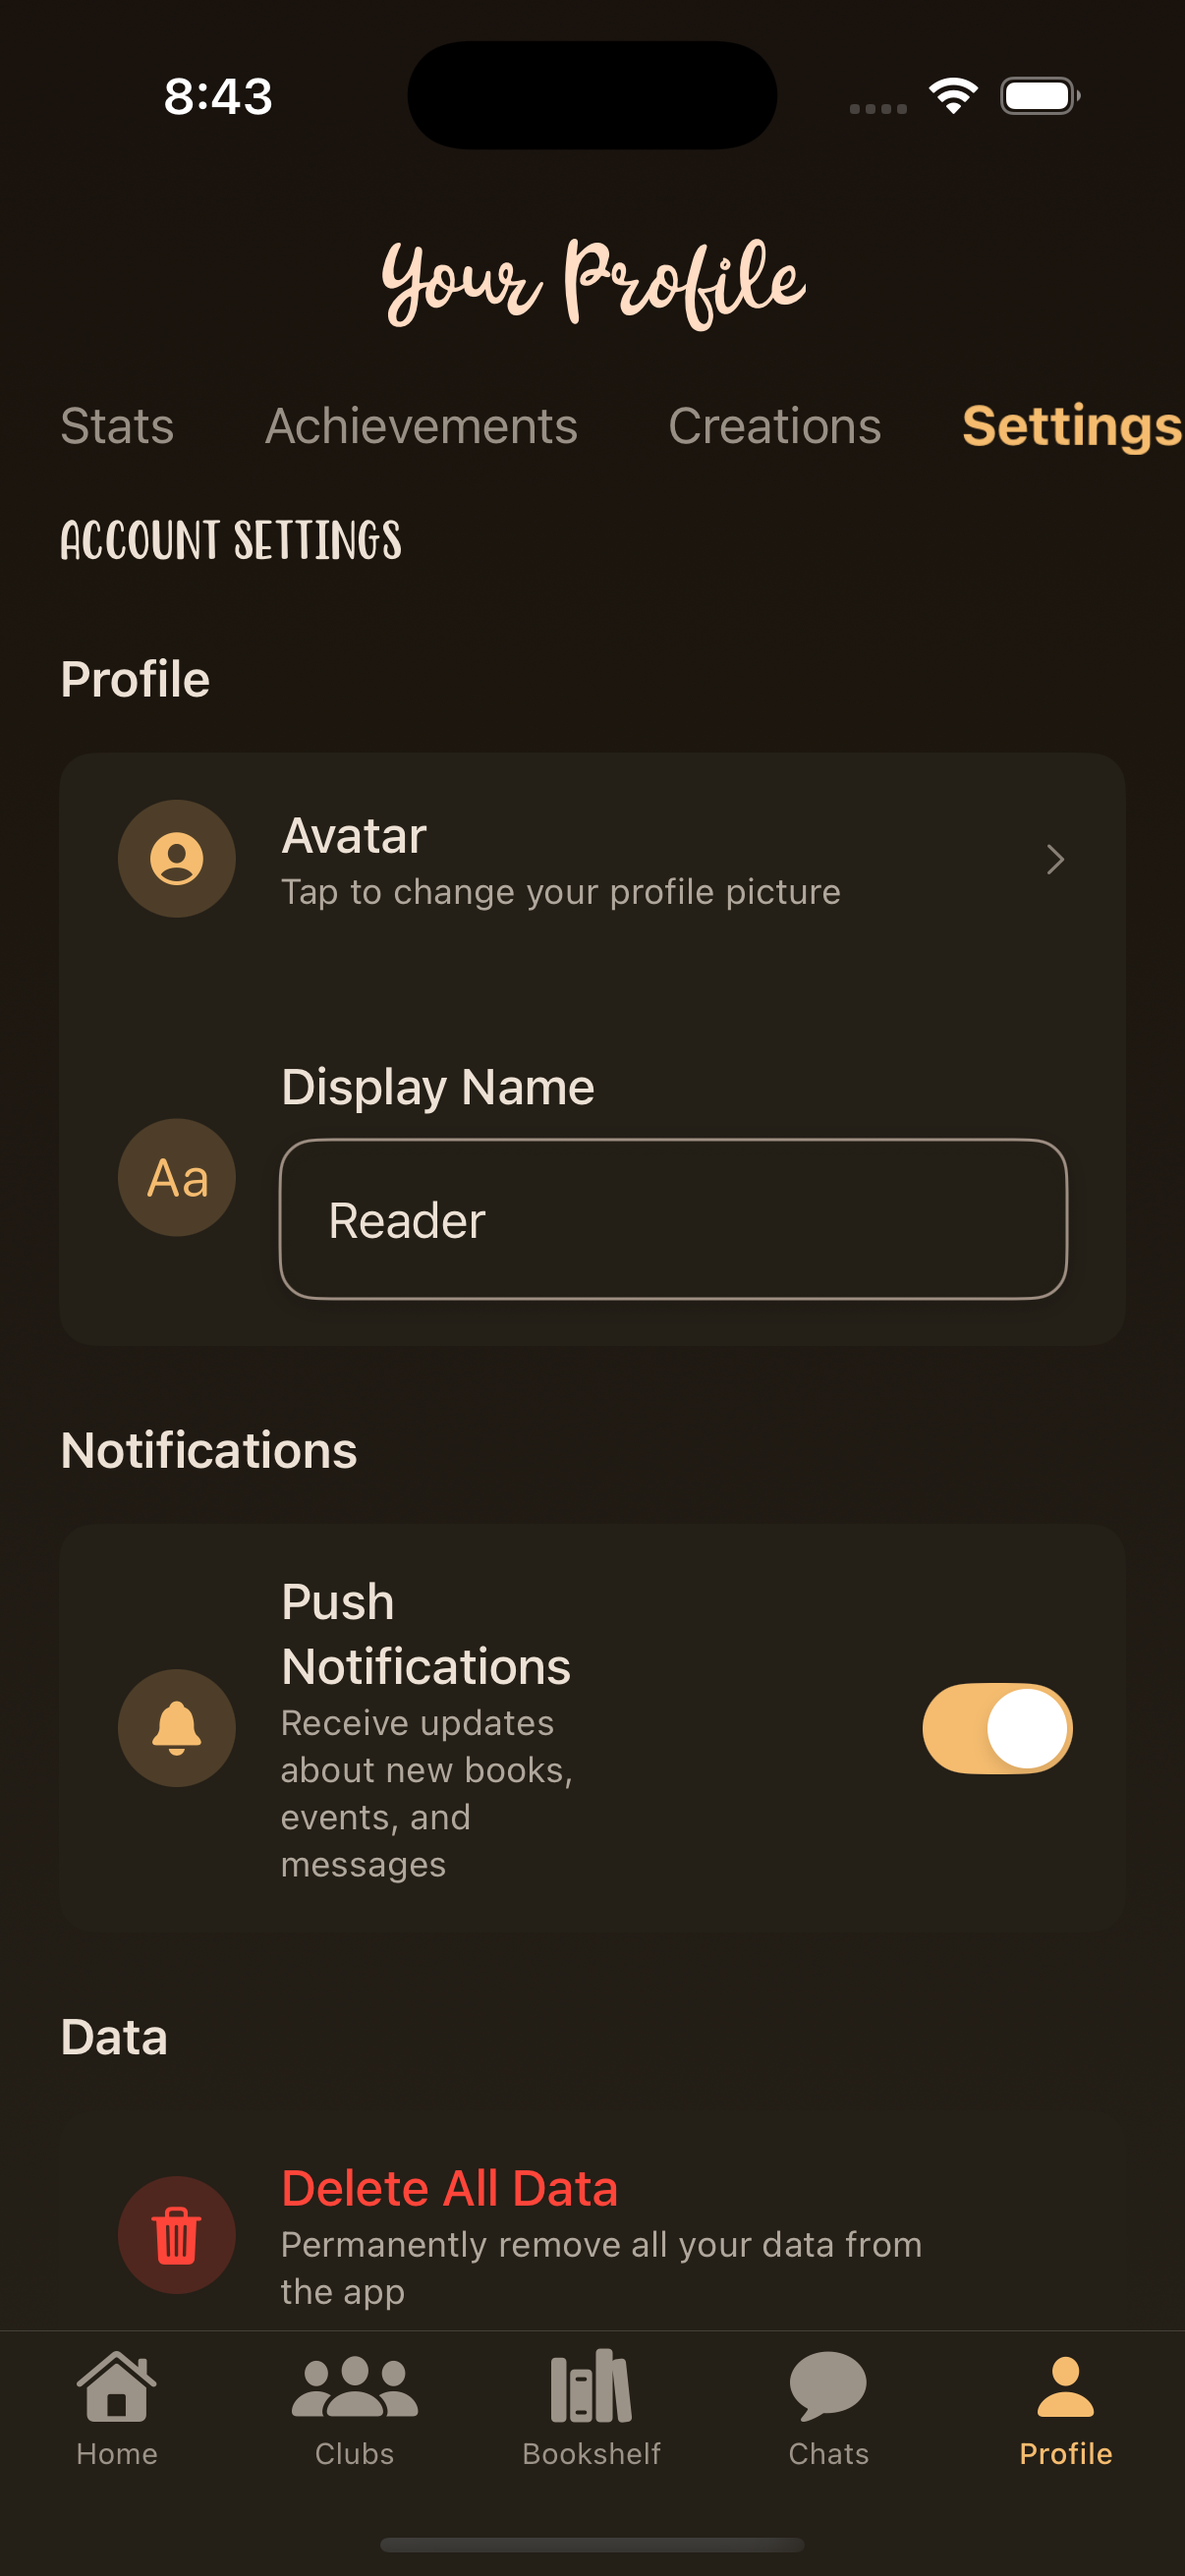 8:43
Your Profile
Stats Achievements Creations Settings
ACCOUNT SETTINGS
Profile
Avatar
Tap to change your profile picture
Display Name
Aa
Reader
Notifications
Push
Notifications
Receive updates
about new books,
events, and
messages
Data
Delete All Data
Permanently remove all your data from
the app
Home Clubs Bookshelf Chats Profile